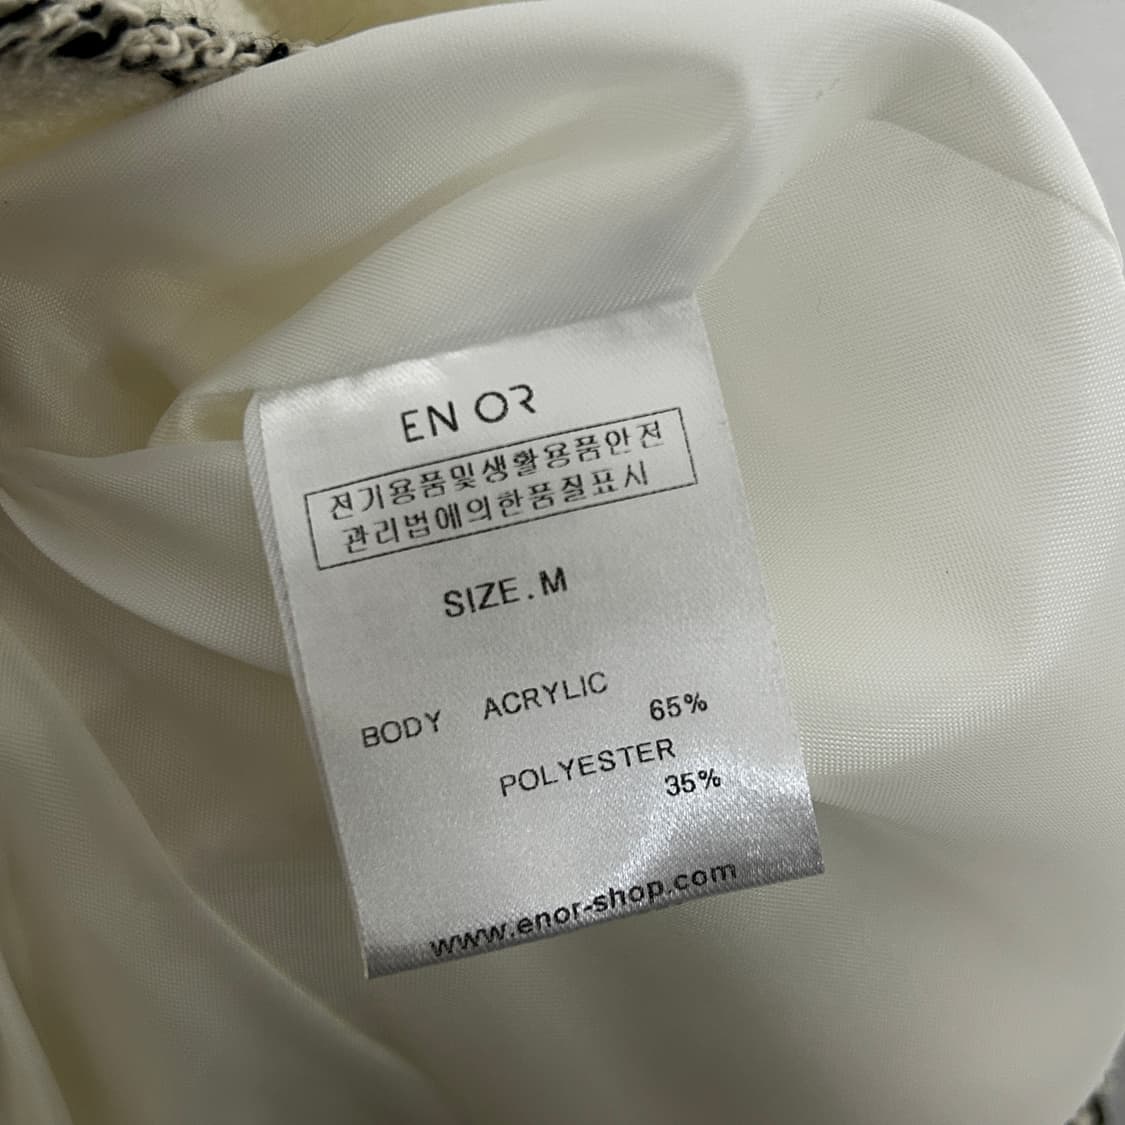 EN OR
전기용품및생활용품안전
관리법에의한품질표시
SIZE.M
BODY ACRYLIC
65%
POLYESTER
35%
www.enor-shop.com